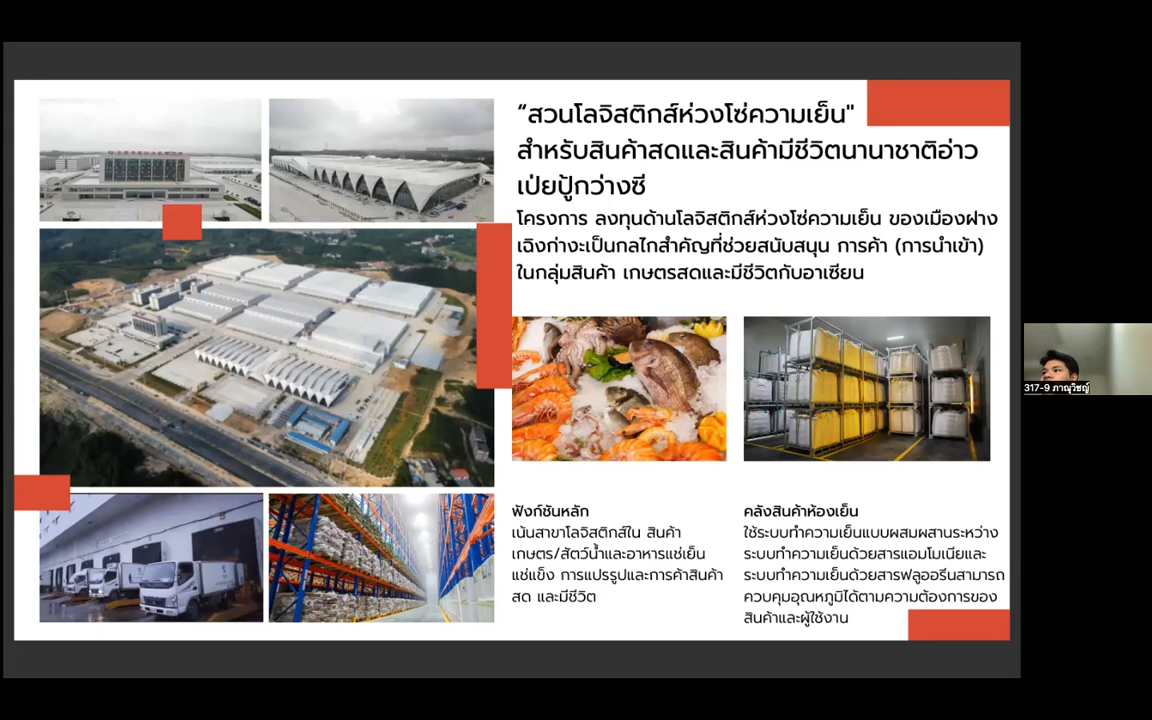 “สวนโลจิสติกส์ห่วงโซ่ความเย็น"
สำหรับสินค้าสดและสินค้ามีชีวิตนานาชาติอ่าว
เป่ยปู้กว่างซี
โครงการ ลงทุนด้านโลจิสติกส์ห่วงโซ่ความเย็น ของเมืองฝาง
เฉิงก่างะเป็นกลไกสำคัญที่ช่วยสนับสนุน การค้า (การนำเข้า)
ในกลุ่มสินค้า เกษตรสดและมีชีวิตกับอาเซียน
ฟังก์ชันหลัก
เน้นสาขาโลจิสติกส์ใน สินค้า
เกษตร/สัตว์น้ำและอาหารแช่เย็น
แช่แข็ง การแปรรูปและการค้าสินค้า
สด และมีชีวิต
คลังสินค้าห้องเย็น
ใช้ระบบทำความเย็นแบบผสมผสานระหว่าง
ระบบทำความเย็นด้วยสารแอมโมเนียและ
ระบบทำความเย็นด้วยสารฟลูออรีนสามารถ
ควบคุมอุณหภูมิได้ตามความต้องการของ
สินค้าและผู้ใช้งาน
317-9 ภาณุวิชญ์